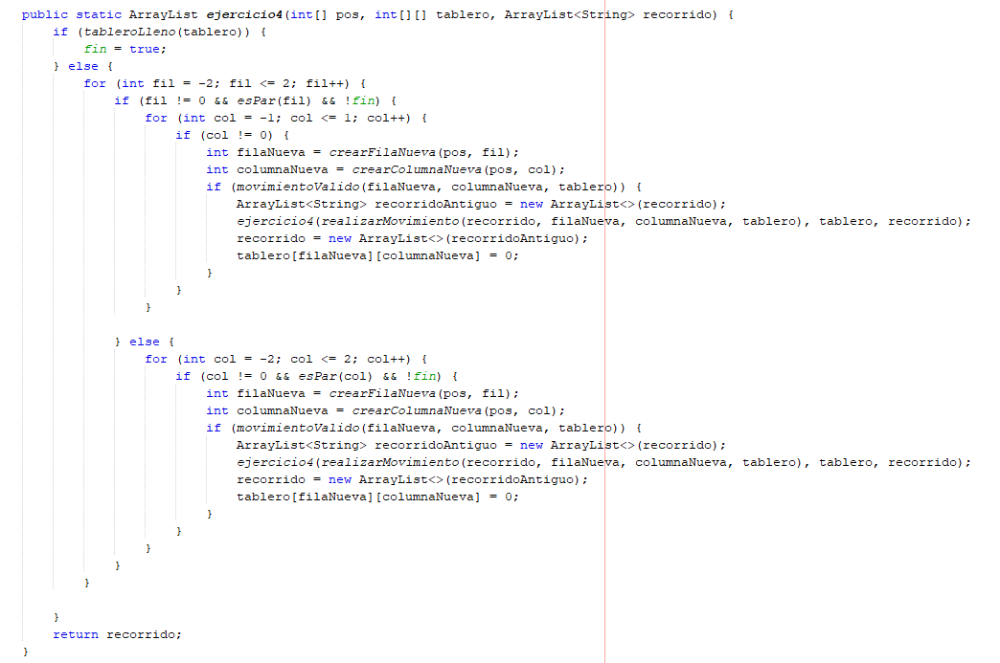 public static ArrayList ejercicio4(int[] pos, int[][] tablero, ArrayList<String> recorrido) {
if (tableroLleno(tablero)) {
fin = true;
} else {
for (int fil = -2; fil <= 2; fil++) {
if (fil != 0 && esPar(fil) && !fin) {
for (int col = -1; col <= 1; col++) {
if (col != 0) {
int filaNueva = crearFilaNueva(pos, fil);
int columnaNueva = crearColumnaNueva(pos, col);
if (movimientoValido(filaNueva, columnaNueva, tablero)) {
ArrayList<String> recorridoAntiguo = new ArrayList<>(recorrido);
ejercicio4(realizarMovimiento(recorrido, filaNueva, columnaNueva, tablero), tablero, recorrido);
recorrido = new ArrayList<>(recorridoAntiguo);
tablero[filaNueva][columnaNueva] = 0;
}
}
}
} else {
for (int col = -2; col <= 2; col++) {
if (col != 0 && esPar(col) && !fin) {
int filaNueva = crearFilaNueva(pos, fil);
int columnaNueva = crearColumnaNueva(pos, col);
if (movimientoValido(filaNueva, columnaNueva, tablero)) {
ArrayList<String> recorridoAntiguo = new ArrayList<>(recorrido);
ejercicio4(realizarMovimiento(recorrido, filaNueva, columnaNueva, tablero), tablero, recorrido);
recorrido = new ArrayList<>(recorridoAntiguo);
tablero[filaNueva][columnaNueva] = 0;
}
}
}
}
}
}
return recorrido;
}